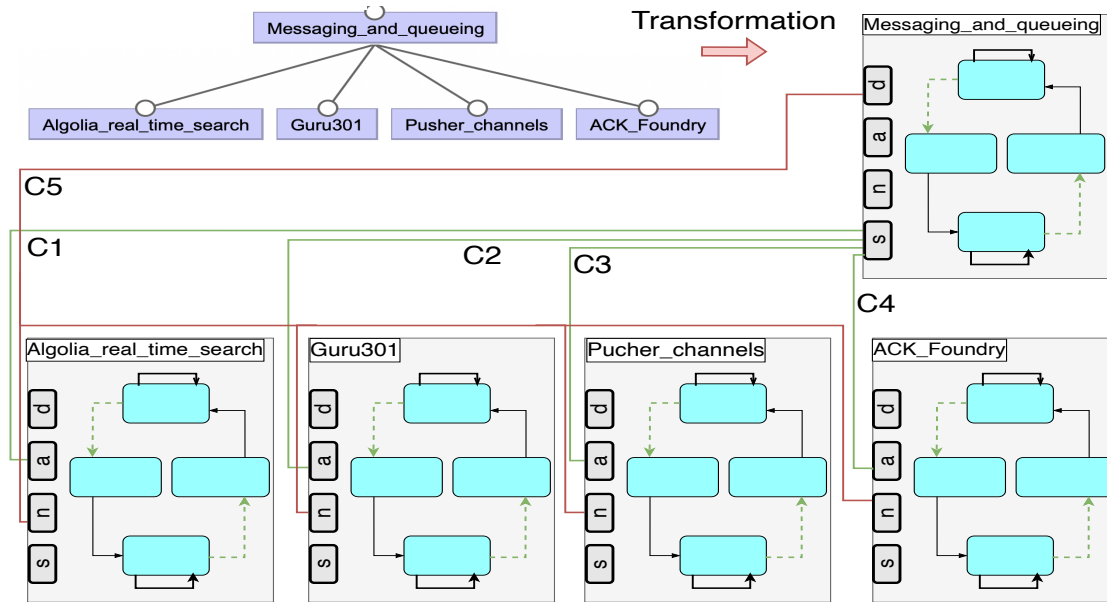 Messaging_and_queueing
Transformation
Messaging_and_queueing
Algolia_real_time_search
Guru301
Pusher_channels
ACK_Foundry
d
a
n
s
C5
C1
C2
C3
C4
Algolia_real_time_search
Guru301
Pucher_channels
ACK_Foundry
d
a
n
s
d
a
n
s
d
a
n
s
d
a
n
s